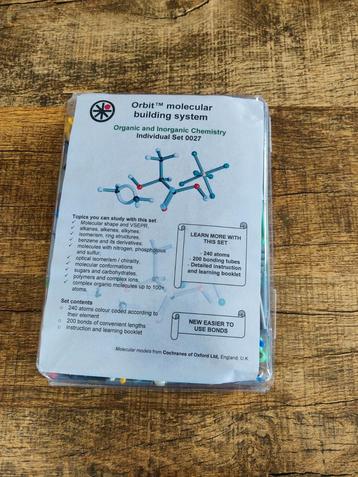 Orbit™ molecular
building system
Organic and Inorganic Chemistry
Individual Set 0027
Topics you can study with this set
✓ Molecular shape and VSEPR,
✓ alkanes, alkenes, alkynes,
✓ isomerism, ring structures,
✓ benzene and its derivatives,
✓ molecules with nitrogen, phosphorous
and sulfur,
✓ optical isomerism / chirality,
✓ molecular conformations
✓ sugars and carbohydrates,
✓ polymers and complex ions,
✓ complex organic molecules up to 100+
atoms.
LEARN MORE WITH
THIS SET
- 240 atoms
- 200 bonding tubes
- Detailed instruction
and learning booklet
Set contents
○ 240 atoms colour coded according to
their element
○ 200 bonds of convenient lengths
○ Instruction and learning booklet
NEW EASIER TO
USE BONDS
Molecular models from Cochranes of Oxford Ltd, England, U.K